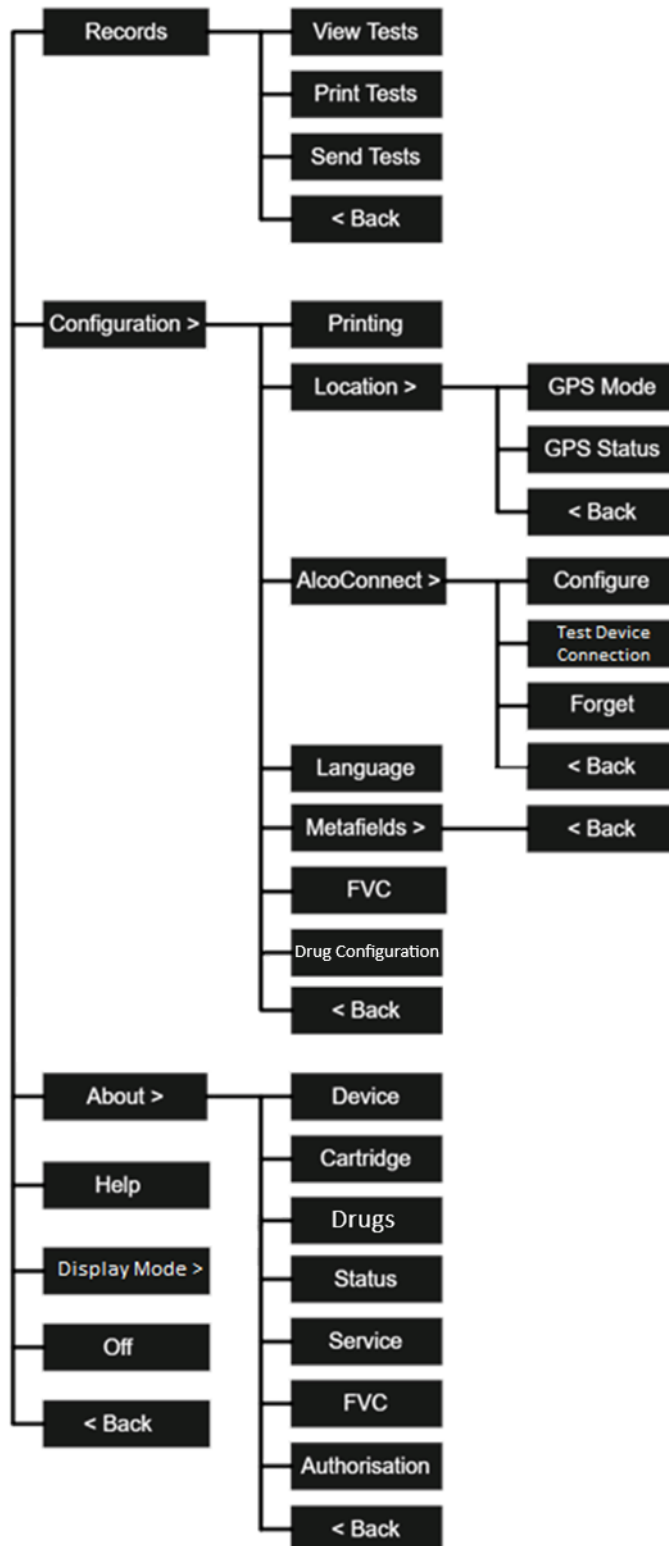 Records
View Tests
Print Tests
Send Tests
< Back
Configuration >
Printing
Location >
GPS Mode
GPS Status
< Back
AlcoConnect >
Configure
Test Device
Connection
Forget
< Back
Language
Metafields >
< Back
FVC
Drug Configuration
< Back
About >
Device
Cartridge
Drugs
Status
Service
FVC
Authorisation
< Back
Help
Display Mode >
Off
< Back